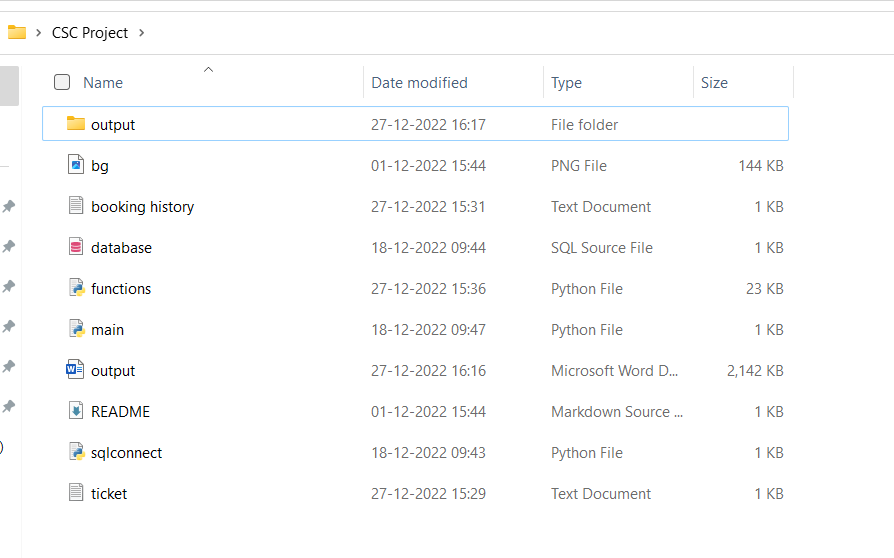 CSC Project
Name Date modified Type Size
output 27-12-2022 16:17 File folder
bg 01-12-2022 15:44 PNG File 144 KB
booking history 27-12-2022 15:31 Text Document 1 KB
database 18-12-2022 09:44 SQL Source File 1 KB
functions 27-12-2022 15:36 Python File 23 KB
main 18-12-2022 09:47 Python File 1 KB
output 27-12-2022 16:16 Microsoft Word D... 2,142 KB
README 01-12-2022 15:44 Markdown Source ... 1 KB
sqlconnect 18-12-2022 09:43 Python File 1 KB
ticket 27-12-2022 15:29 Text Document 1 KB